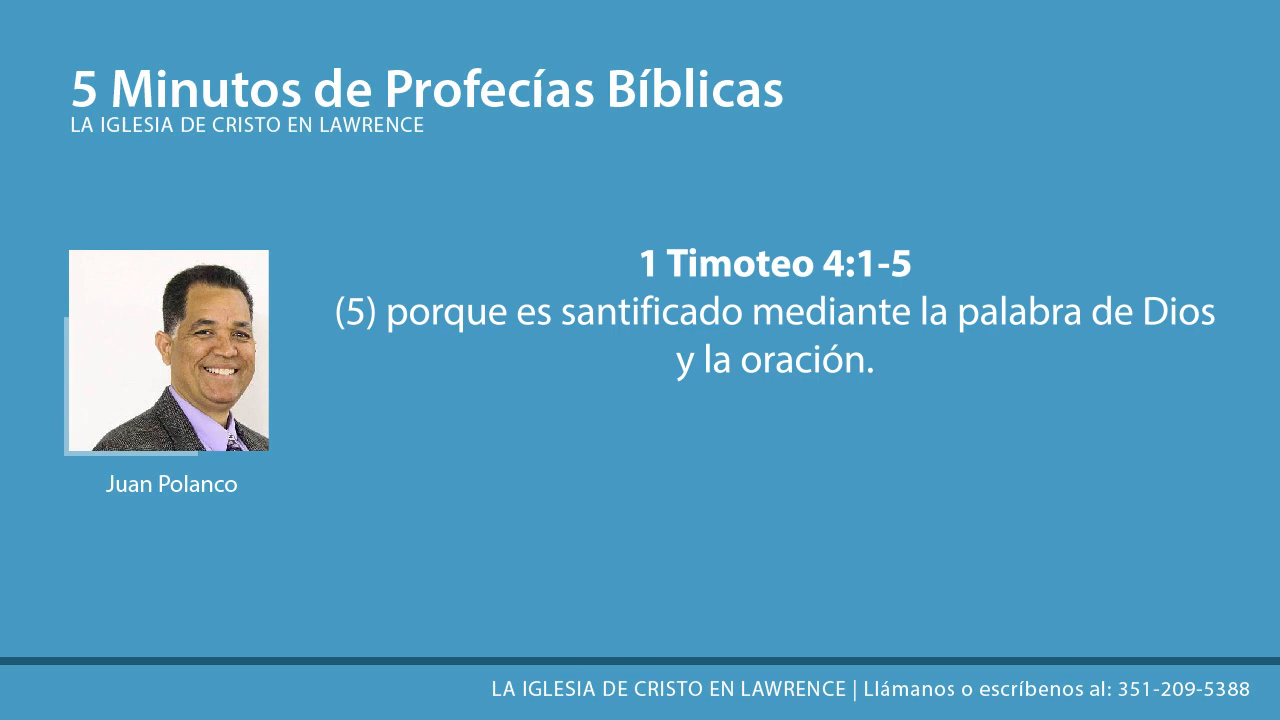 5 Minutos de Profecías Bíblicas
LA IGLESIA DE CRISTO EN LAWRENCE
1 Timoteo 4:1-5
(5) porque es santificado mediante la palabra de Dios
y la oración.
Juan Polanco
LA IGLESIA DE CRISTO EN LAWRENCE | Llámanos o escríbenos al: 351-209-5388